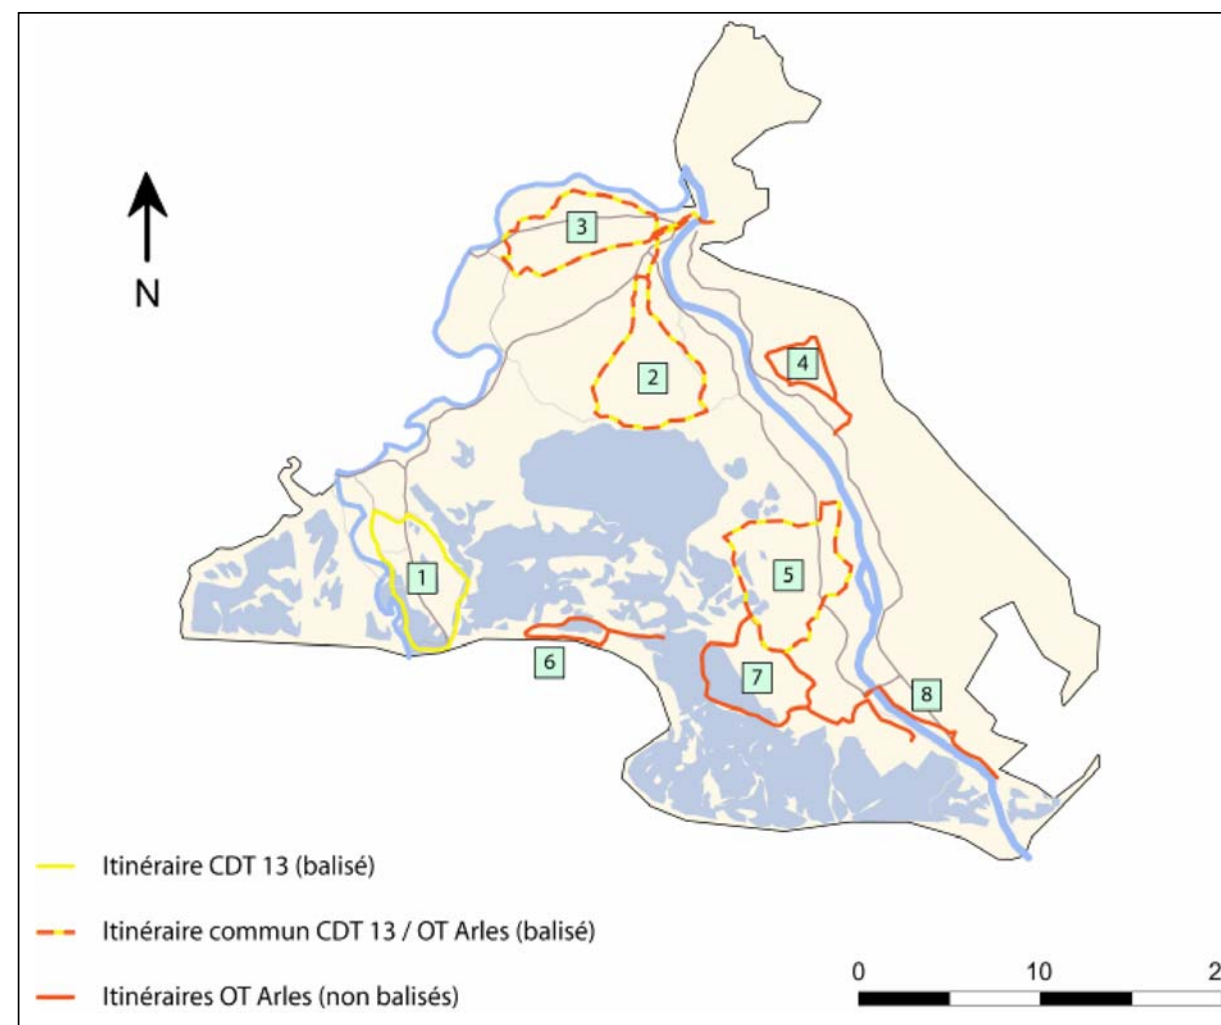 3
N
4
2
5
1
6
7
8
Itinéraire CDT 13 (balisé)
Itinéraire commun CDT 13 / OT Arles (balisé)
Itinéraires OT Arles (non balisés)
0 10 2